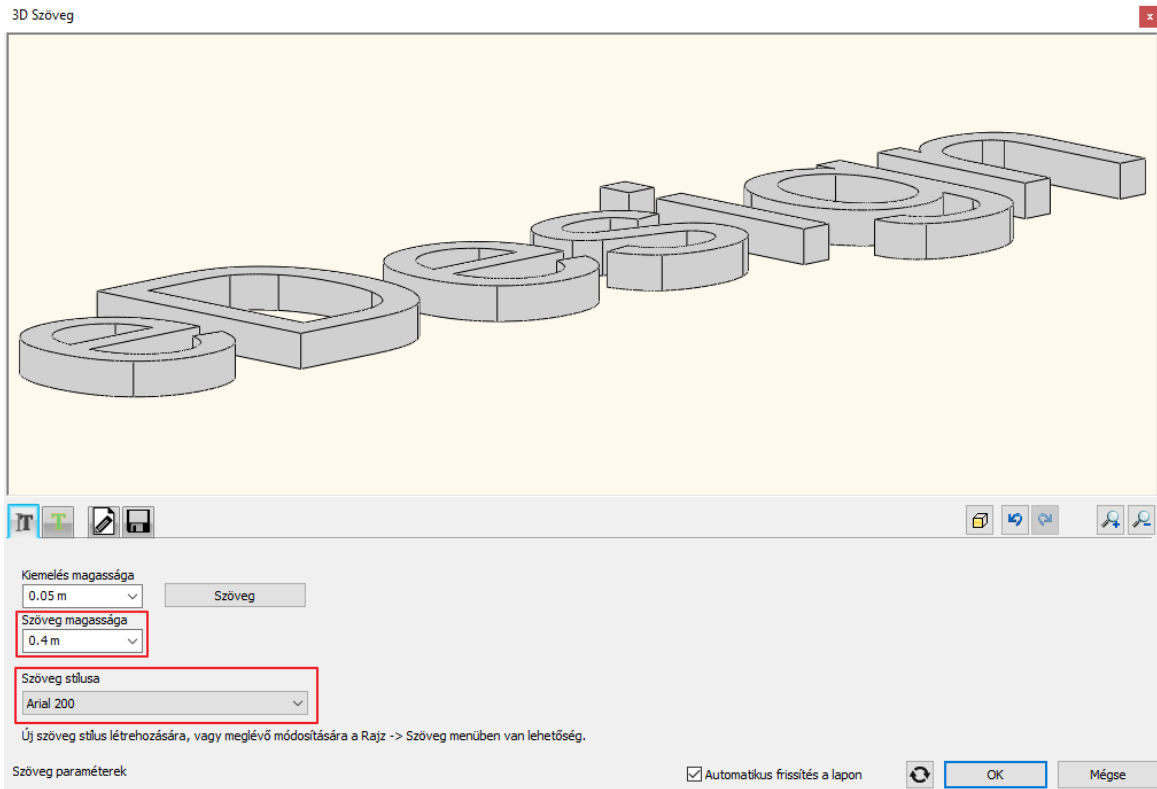 3D Szöveg
x
eDesign
T T
Kiemelés magassága
0.05 m
Szöveg
Szöveg magassága
0.4 m
Szöveg stílusa
Arial 200
Új szöveg stílus létrehozására, vagy meglévő módosítására a Rajz -> Szöveg menüben van lehetőség.
Szöveg paraméterek
Automatikus frissítés a lapon
OK
Mégse